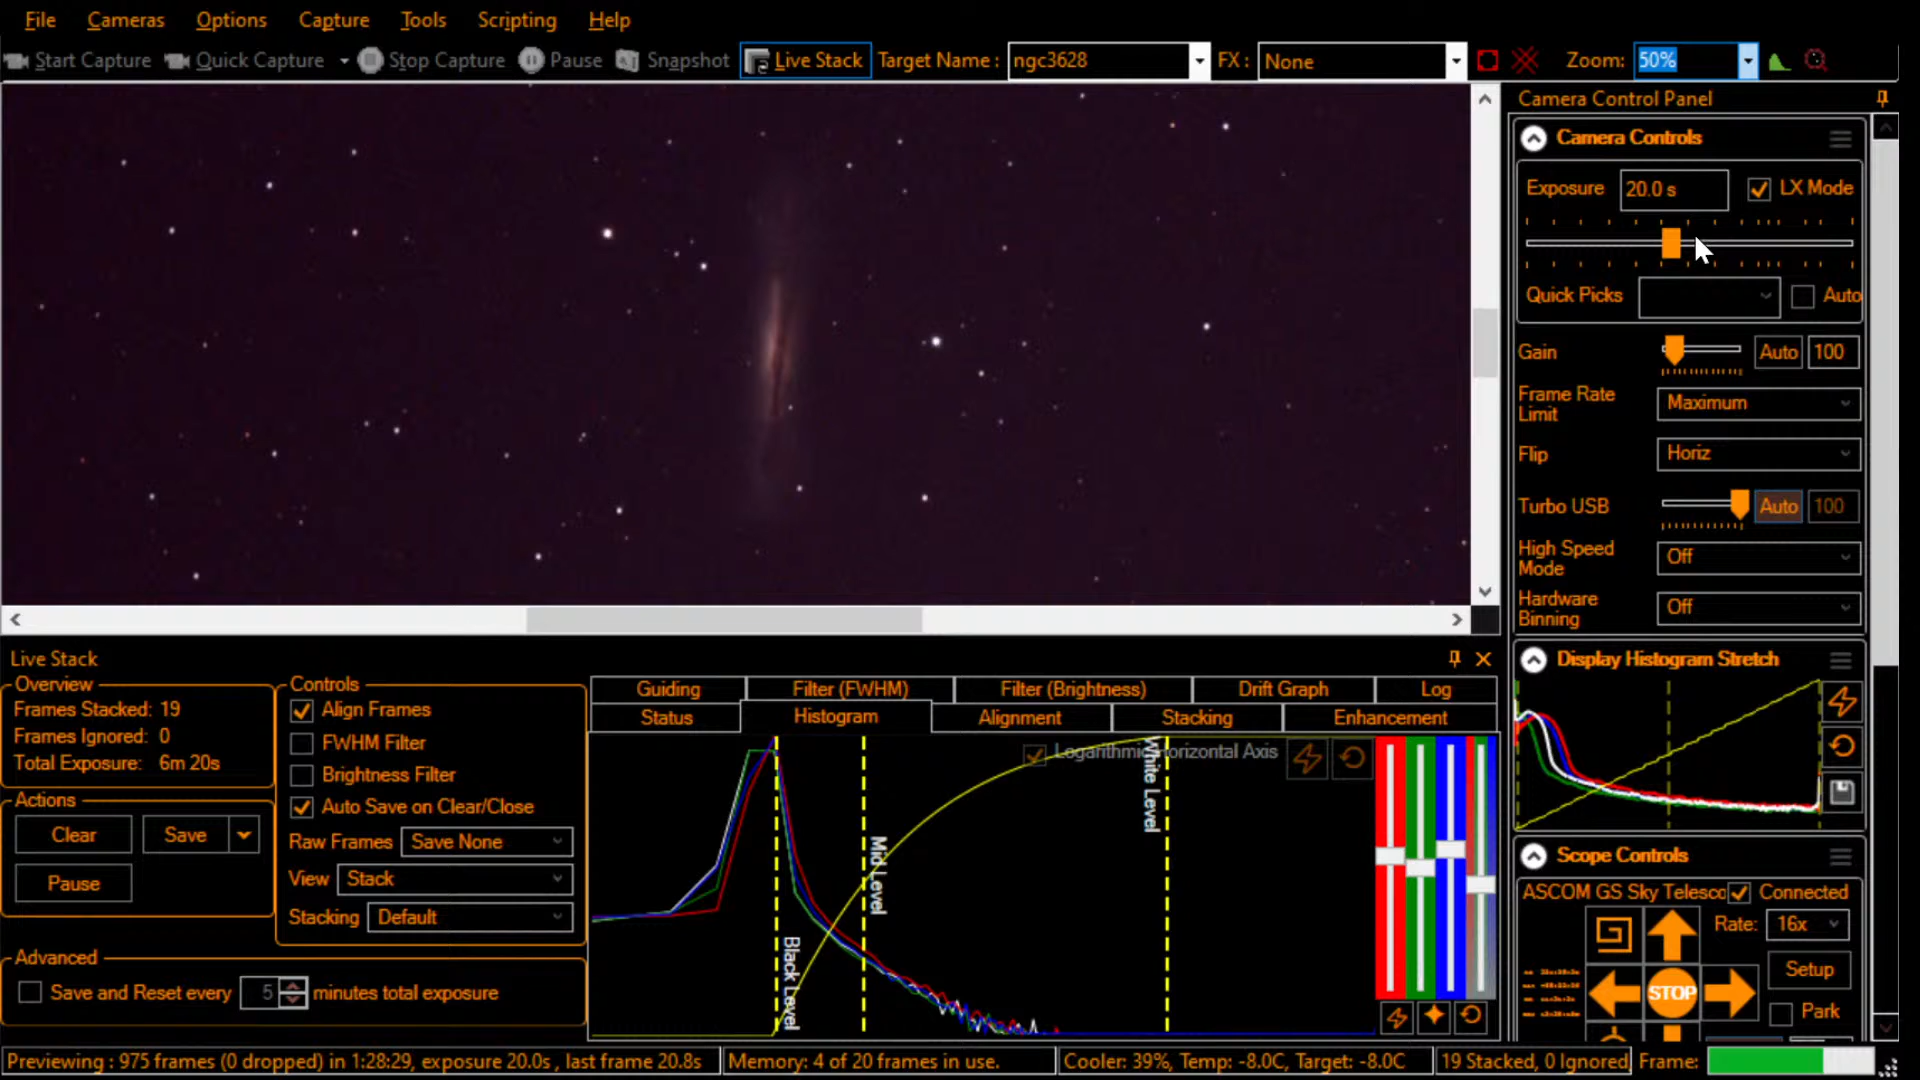 File Cameras Options Capture Tools Scripting Help
Start Capture Quick Capture Stop Capture Pause Snapshot Live Stack Target Name : ngc3628 FX : None Zoom: 50%
Camera Control Panel
Camera Controls
Exposure 20.0 s LX Mode
Quick Picks Auto
Gain Auto 100
Frame Rate
Limit
Maximum
Flip Horiz
Turbo USB Auto 100
High Speed
Mode
Off
Hardware
Binning
Off
Display Histogram Stretch
Scope Controls
ASCOM GS Sky Telesco Connected
Rate: 16x
STOP
Setup
Park
Live Stack
Overview
Frames Stacked: 19
Frames Ignored: 0
Total Exposure: 6m 20s
Actions
Clear Save
Pause
Controls
Align Frames
FWHM Filter
Brightness Filter
Auto Save on Clear/Close
Raw Frames Save None
View Stack
Stacking Default
Advanced
Save and Reset every 5 minutes total exposure
Guiding Filter (FWHM) Filter (Brightness) Drift Graph Log
Status Histogram Alignment Stacking Enhancement
Logarithmic Horizontal Axis
Black Level
Mid Level
White Level
Previewing : 975 frames (0 dropped) in 1:28:29, exposure 20.0s , last frame 20.8s Memory: 4 of 20 frames in use. Cooler: 39%, Temp: -8.0C, Target: -8.0C 19 Stacked, 0 Ignored, Frame: